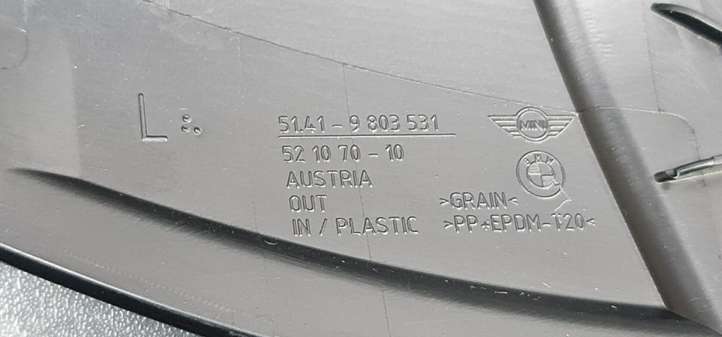 L
51.41 - 9 803 531
52 10 70 - 10
AUSTRIA
OUT
IN / PLASTIC
MINI
BMW
>GRAIN<
>PP+EPDM-T20<